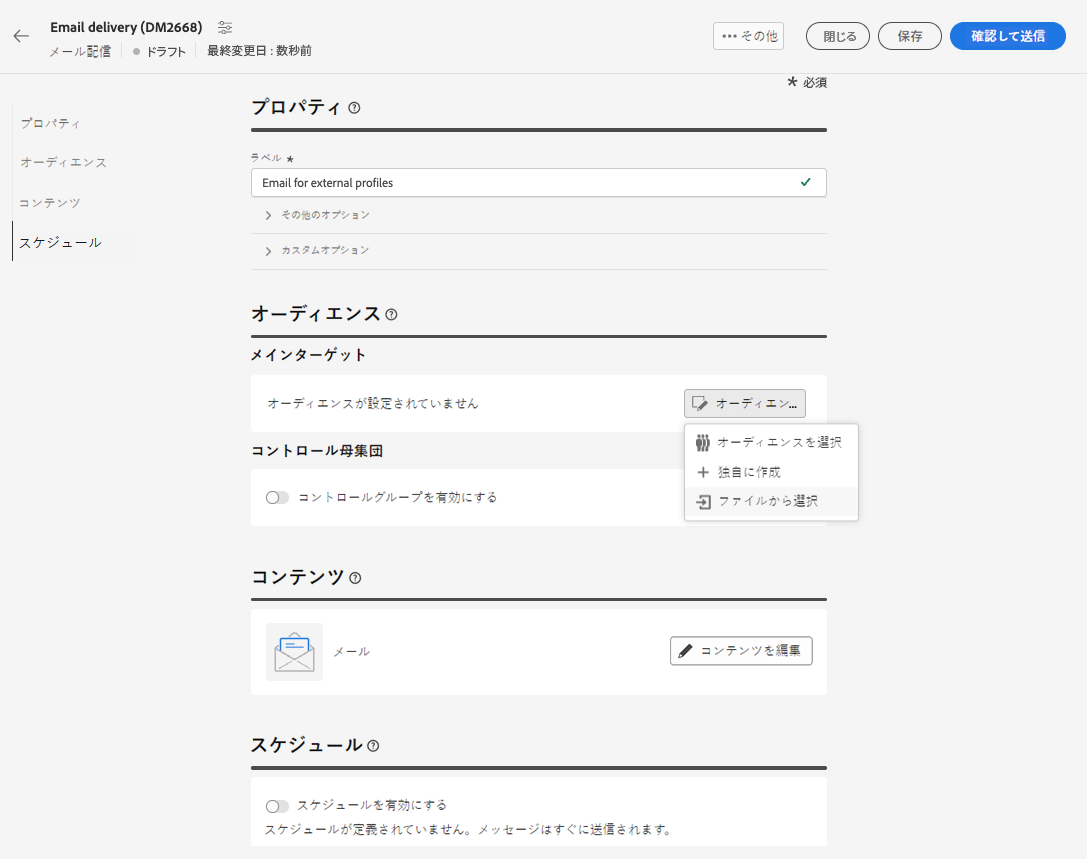 Email delivery (DM2668)
メール配信 ドラフト 最終変更日 : 数秒前
••• その他 閉じる 保存 確認して送信
* 必須
プロパティ
オーディエンス
コンテンツ
スケジュール
プロパティ
ラベル *
Email for external profiles
その他のオプション
カスタムオプション
オーディエンス
メインターゲット
オーディエンスが設定されていません
オーディエン...
オーディエンスを選択
独自に作成
ファイルから選択
コントロール母集団
コントロールグループを有効にする
コンテンツ
メール
コンテンツを編集
スケジュール
スケジュールを有効にする
スケジュールが定義されていません。メッセージはすぐに送信されます。